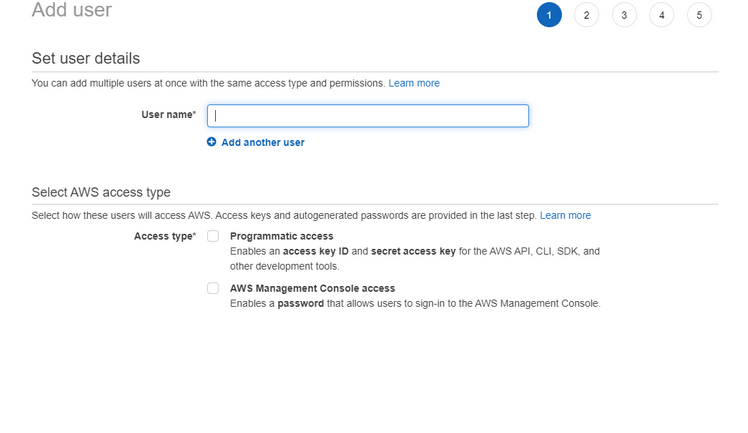 Add user
1 2 3 4 5
Set user details
You can add multiple users at once with the same access type and permissions. Learn more
User name*
Add another user
Select AWS access type
Select how these users will access AWS. Access keys and autogenerated passwords are provided in the last step. Learn more
Access type* Programmatic access
Enables an access key ID and secret access key for the AWS API, CLI, SDK, and
other development tools.
AWS Management Console access
Enables a password that allows users to sign-in to the AWS Management Console.